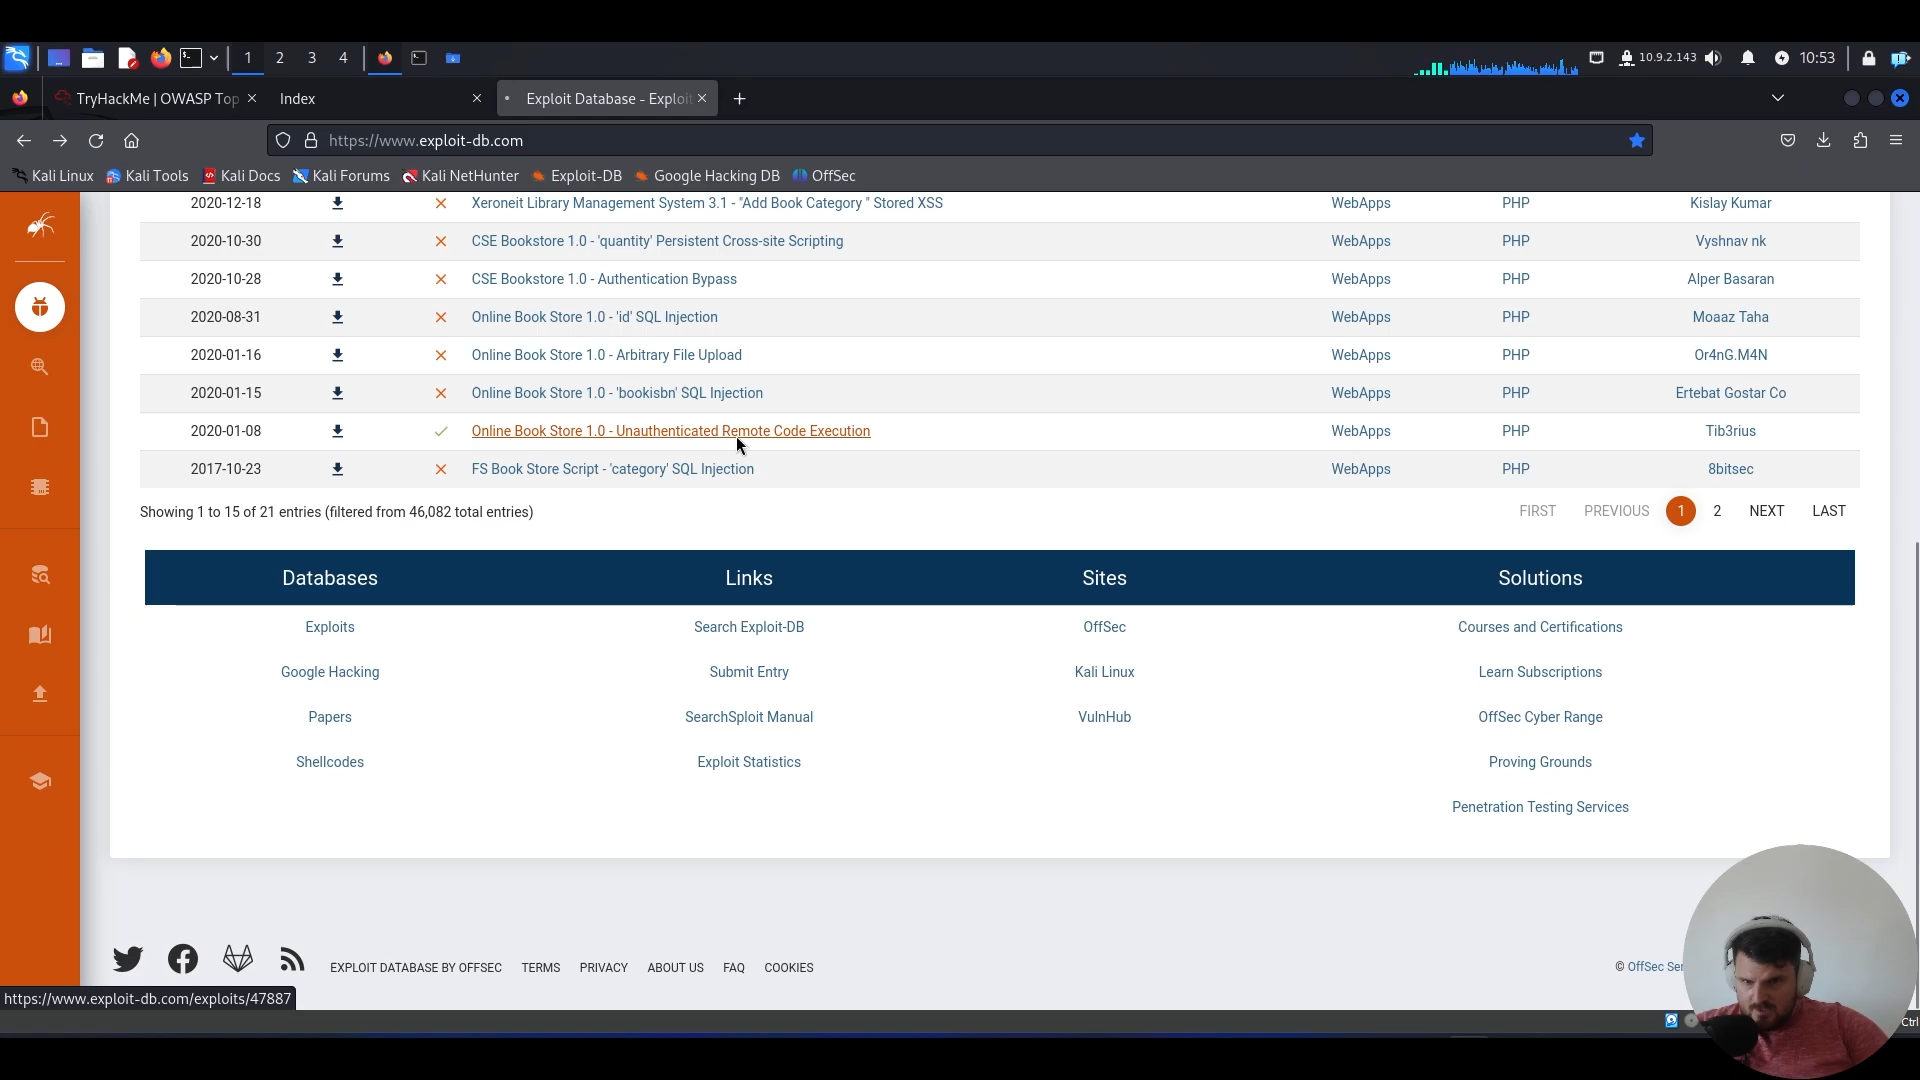 1 2 3 4 10.9.2.143 10:53
TryHackMe | OWASP Top Index Exploit Database - Exploit
https://www.exploit-db.com
Kali Linux Kali Tools Kali Docs Kali Forums Kali NetHunter Exploit-DB Google Hacking DB OffSec
2020-12-18 Xeroneit Library Management System 3.1 - "Add Book Category " Stored XSS WebApps PHP Kislay Kumar
2020-10-30 CSE Bookstore 1.0 - 'quantity' Persistent Cross-site Scripting WebApps PHP Vyshnav nk
2020-10-28 CSE Bookstore 1.0 - Authentication Bypass WebApps PHP Alper Basaran
2020-08-31 Online Book Store 1.0 - 'id' SQL Injection WebApps PHP Moaaz Taha
2020-01-16 Online Book Store 1.0 - Arbitrary File Upload WebApps PHP Or4nG.M4N
2020-01-15 Online Book Store 1.0 - 'bookisbn' SQL Injection WebApps PHP Ertebat Gostar Co
2020-01-08 Online Book Store 1.0 - Unauthenticated Remote Code Execution WebApps PHP Tib3rius
2017-10-23 FS Book Store Script - 'category' SQL Injection WebApps PHP 8bitsec
Showing 1 to 15 of 21 entries (filtered from 46,082 total entries) FIRST PREVIOUS 1 2 NEXT LAST
Databases Links Sites Solutions
Exploits Search Exploit-DB OffSec Courses and Certifications
Google Hacking Submit Entry Kali Linux Learn Subscriptions
Papers SearchSploit Manual VulnHub OffSec Cyber Range
Shellcodes Exploit Statistics Proving Grounds
Penetration Testing Services
EXPLOIT DATABASE BY OFFSEC TERMS PRIVACY ABOUT US FAQ COOKIES © OffSec Ser
https://www.exploit-db.com/exploits/47887
Ctrl